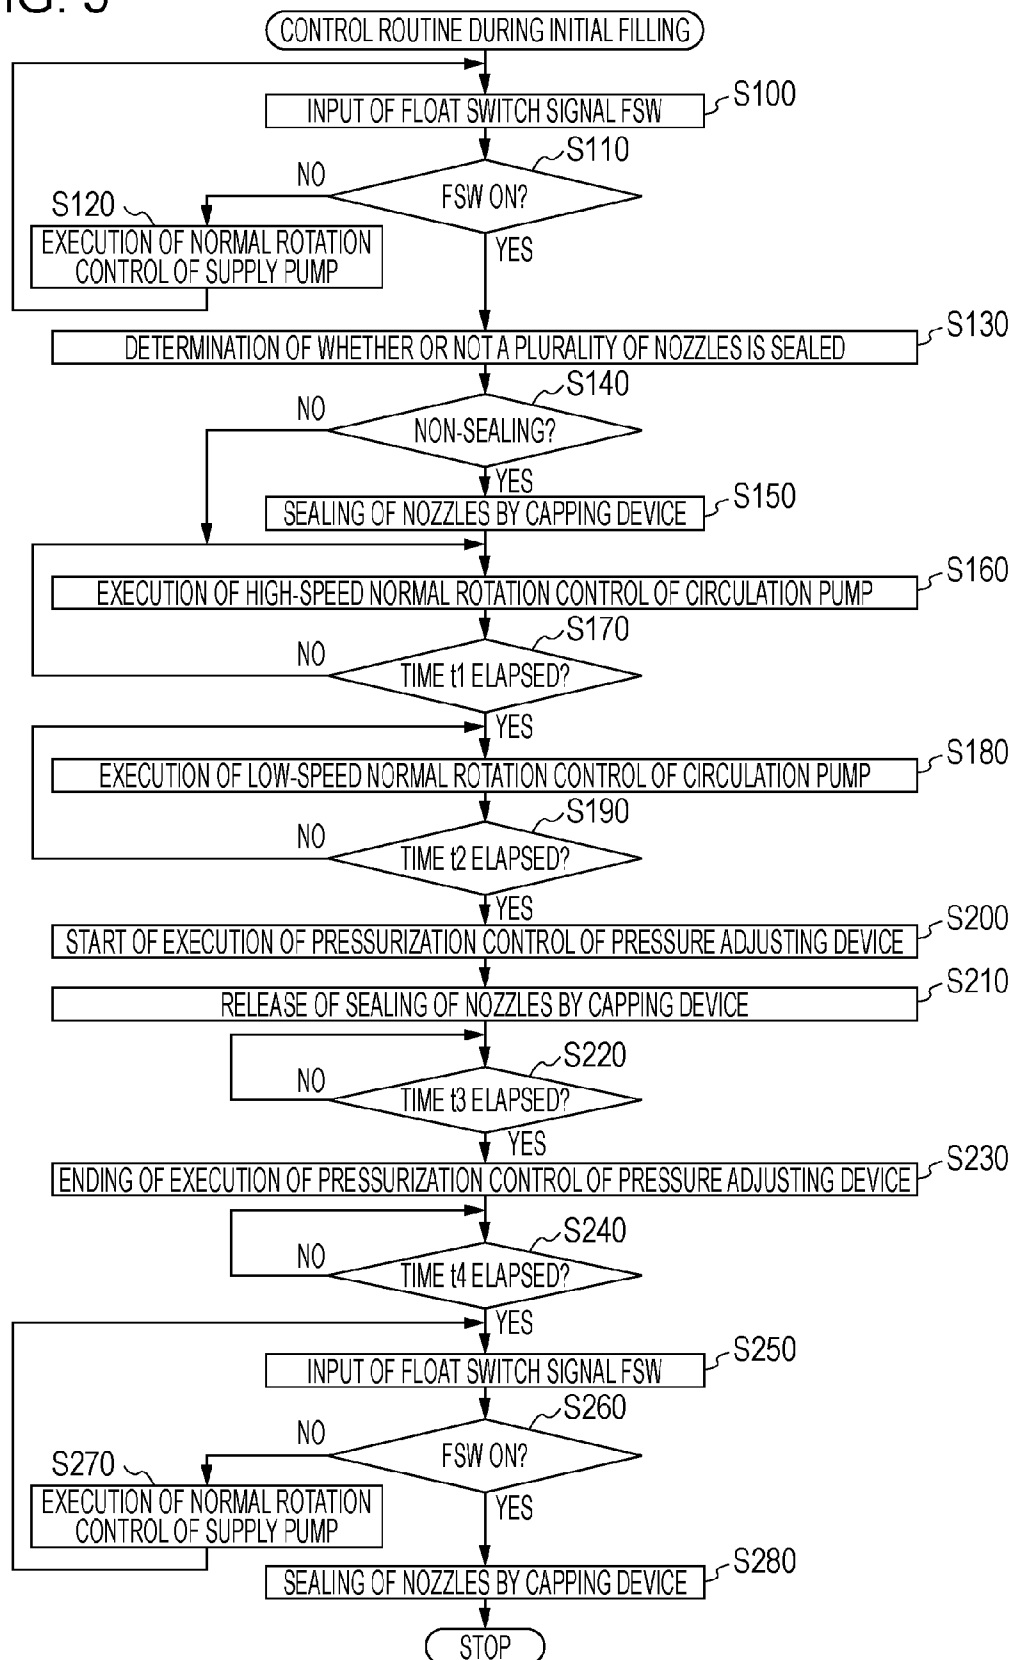 CONTROL ROUTINE DURING INITIAL FILLING
INPUT OF FLOAT SWITCH SIGNAL FSW
S100
S110
NO
FSW ON?
YES
S120
EXECUTION OF NORMAL ROTATION
CONTROL OF SUPPLY PUMP
S130
DETERMINATION OF WHETHER OR NOT A PLURALITY OF NOZZLES IS SEALED
S140
NO
NON-SEALING?
YES
S150
SEALING OF NOZZLES BY CAPPING DEVICE
S160
EXECUTION OF HIGH-SPEED NORMAL ROTATION CONTROL OF CIRCULATION PUMP
S170
NO
TIME t1 ELAPSED?
YES
S180
EXECUTION OF LOW-SPEED NORMAL ROTATION CONTROL OF CIRCULATION PUMP
S190
NO
TIME t2 ELAPSED?
YES
S200
START OF EXECUTION OF PRESSURIZATION CONTROL OF PRESSURE ADJUSTING DEVICE
S210
RELEASE OF SEALING OF NOZZLES BY CAPPING DEVICE
S220
NO
TIME t3 ELAPSED?
YES
S230
ENDING OF EXECUTION OF PRESSURIZATION CONTROL OF PRESSURE ADJUSTING DEVICE
S240
NO
TIME t4 ELAPSED?
YES
S250
INPUT OF FLOAT SWITCH SIGNAL FSW
S260
NO
FSW ON?
YES
S270
EXECUTION OF NORMAL ROTATION
CONTROL OF SUPPLY PUMP
S280
SEALING OF NOZZLES BY CAPPING DEVICE
STOP